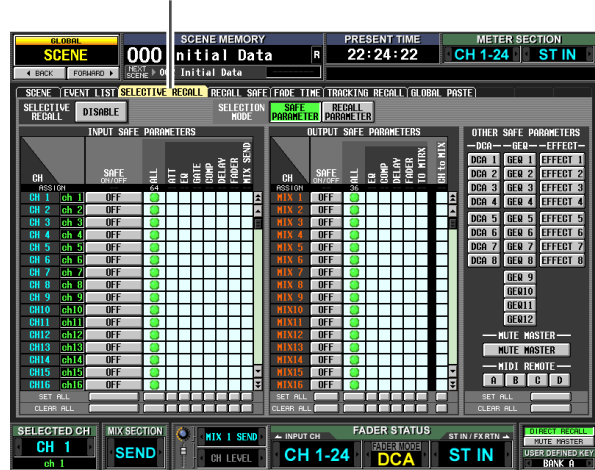 GLOBAL
SCENE
BACK FORWARD
SCENE MEMORY
000 Initial Data R
NEXT SCENE 00 Initial Data
PRESENT TIME
22:24:22
METER SECTION
CH 1-24 ST IN
SCENE EVENT LIST SELECTIVE RECALL RECALL SAFE FADE TIME TRACKING RECALL GLOBAL PASTE
SELECTIVE RECALL DISABLE
SELECTION MODE SAFE PARAMETER RECALL PARAMETER
INPUT SAFE PARAMETERS
CH SAFE ON/OFF ALL ATT EQ GATE COMP DELAY FADER MIX SEND
ASSIGN 64
CH 1 ch 1 OFF
CH 2 ch 2 OFF
CH 3 ch 3 OFF
CH 4 ch 4 OFF
CH 5 ch 5 OFF
CH 6 ch 6 OFF
CH 7 ch 7 OFF
CH 8 ch 8 OFF
CH 9 ch 9 OFF
CH10 ch10 OFF
CH11 ch11 OFF
CH12 ch12 OFF
CH13 ch13 OFF
CH14 ch14 OFF
CH15 ch15 OFF
CH16 ch16 OFF
SET ALL
CLEAR ALL
OUTPUT SAFE PARAMETERS
CH SAFE ON/OFF ALL EQ COMP DELAY FADER TO MTRX CH to MIX
ASSIGN 36
MIX 1 OFF
MIX 2 OFF
MIX 3 OFF
MIX 4 OFF
MIX 5 OFF
MIX 6 OFF
MIX 7 OFF
MIX 8 OFF
MIX 9 OFF
MIX10 OFF
MIX11 OFF
MIX12 OFF
MIX13 OFF
MIX14 OFF
MIX15 OFF
MIX16 OFF
SET ALL
CLEAR ALL
OTHER SAFE PARAMETERS
DCA GEQ EFFECT
DCA 1 GEQ 1 EFFECT 1
DCA 2 GEQ 2 EFFECT 2
DCA 3 GEQ 3 EFFECT 3
DCA 4 GEQ 4 EFFECT 4
DCA 5 GEQ 5 EFFECT 5
DCA 6 GEQ 6 EFFECT 6
DCA 7 GEQ 7 EFFECT 7
DCA 8 GEQ 8 EFFECT 8
GEQ 9
GEQ10
GEQ11
GEQ12
MUTE MASTER
MUTE MASTER
MIDI REMOTE
A B C D
SET ALL
CLEAR ALL
SELECTED CH
CH 1
ch 1
MIX SECTION
SEND
MIX 1 SEND
CH LEVEL
FADER STATUS
INPUT CH
CH 1-24
FADER MODE
DCA
ST IN / FX RTN
ST IN
DIRECT RECALL
MUTE MASTER
USER DEFINED KEY
BANK A